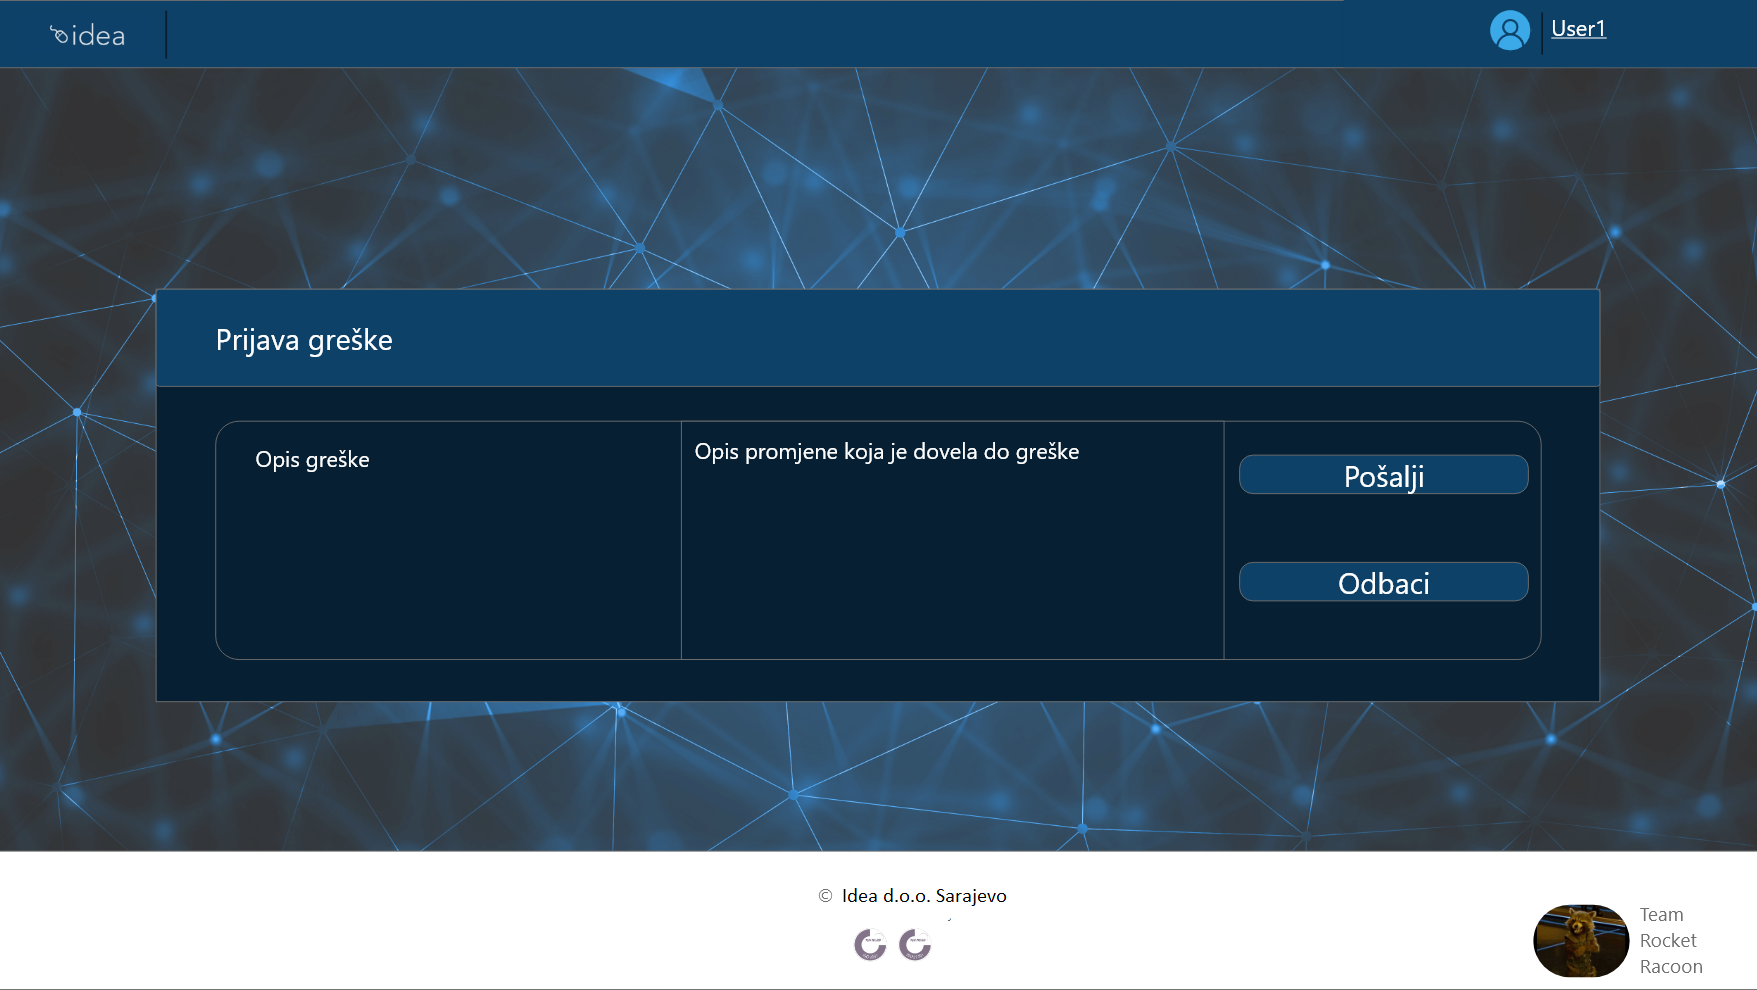 idea
User1
Prijava greške
Opis greške
Opis promjene koja je dovela do greške
Pošalji
Odbaci
© Idea d.o.o. Sarajevo
Team
Rocket
Racoon